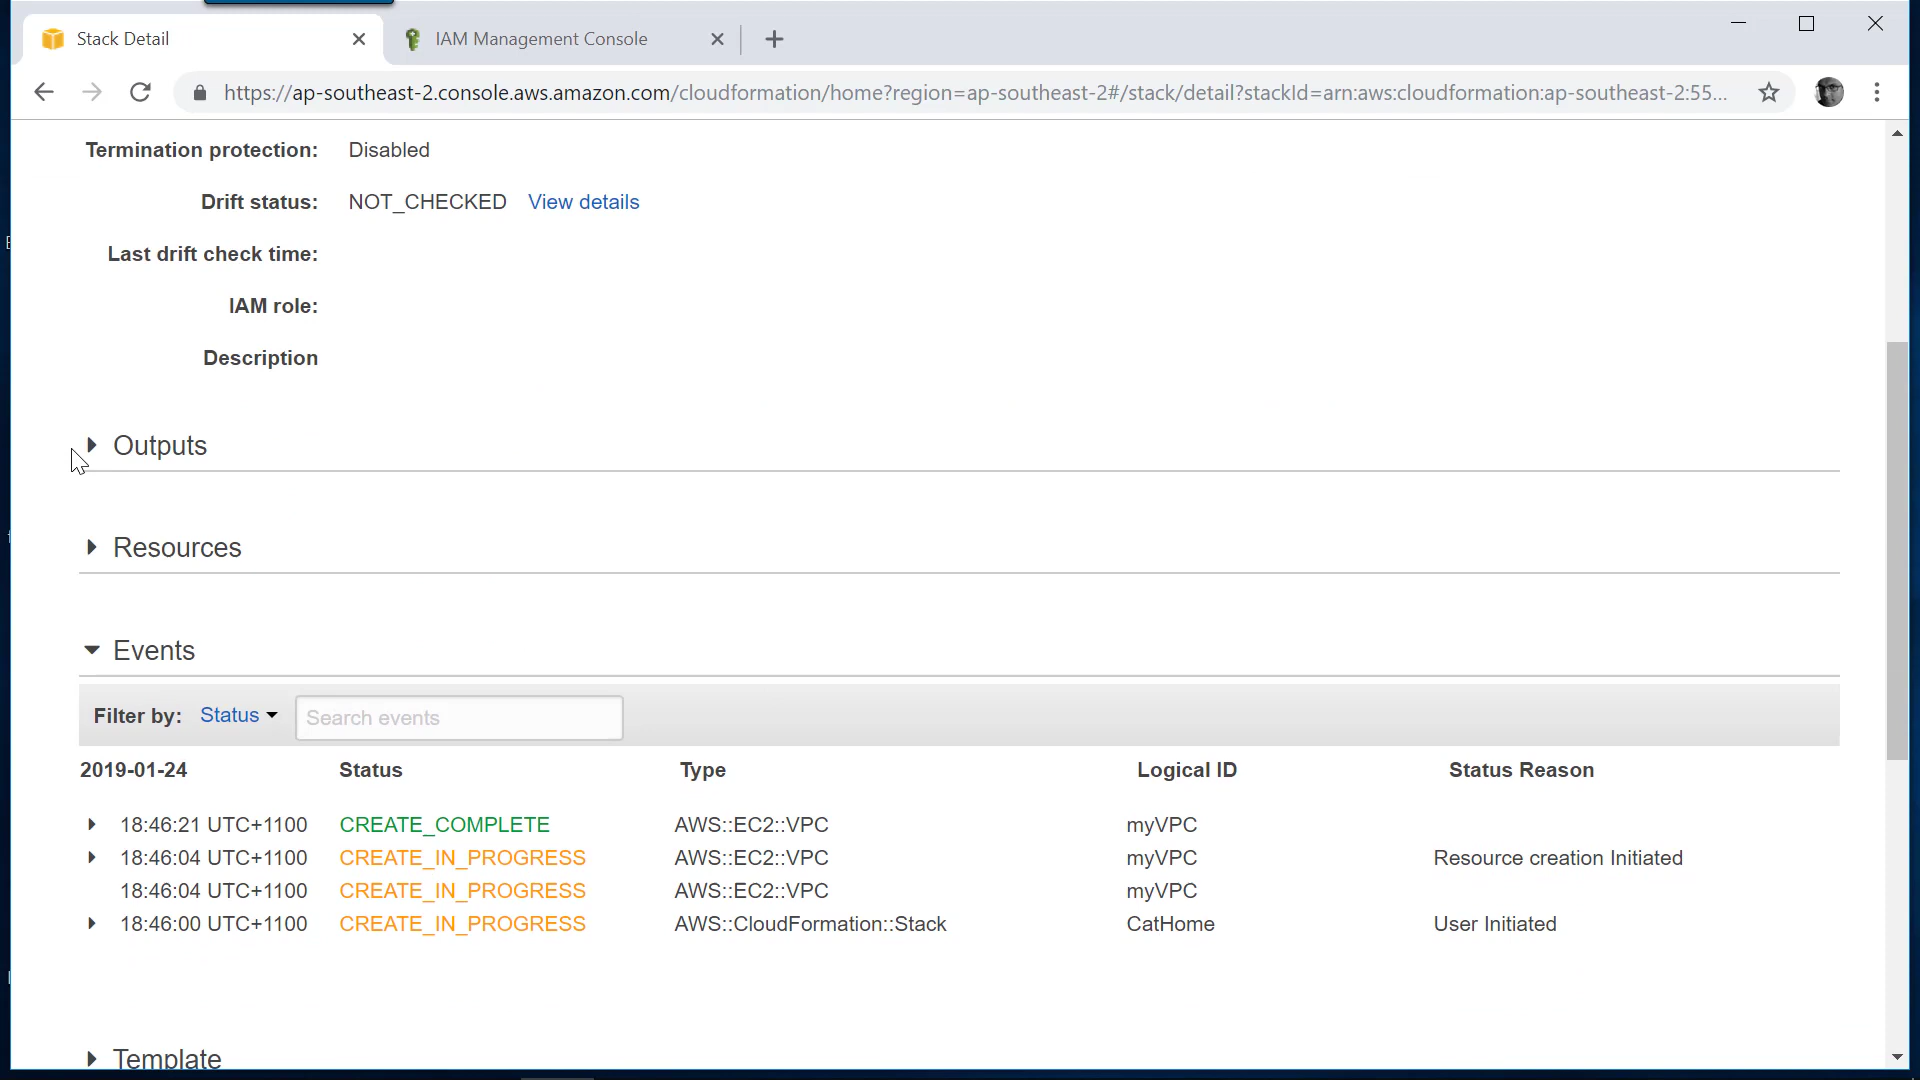 Stack Detail
IAM Management Console
https://ap-southeast-2.console.aws.amazon.com/cloudformation/home?region=ap-southeast-2#/stack/detail?stackId=arn:aws:cloudformation:ap-southeast-2:55...
Termination protection: Disabled
Drift status: NOT_CHECKED View details
Last drift check time:
IAM role:
Description
Outputs
Resources
Events
Filter by: Status Search events
2019-01-24 Status Type Logical ID Status Reason
18:46:21 UTC+1100 CREATE_COMPLETE AWS::EC2::VPC myVPC
18:46:04 UTC+1100 CREATE_IN_PROGRESS AWS::EC2::VPC myVPC Resource creation Initiated
18:46:04 UTC+1100 CREATE_IN_PROGRESS AWS::EC2::VPC myVPC
18:46:00 UTC+1100 CREATE_IN_PROGRESS AWS::CloudFormation::Stack CatHome User Initiated
Template